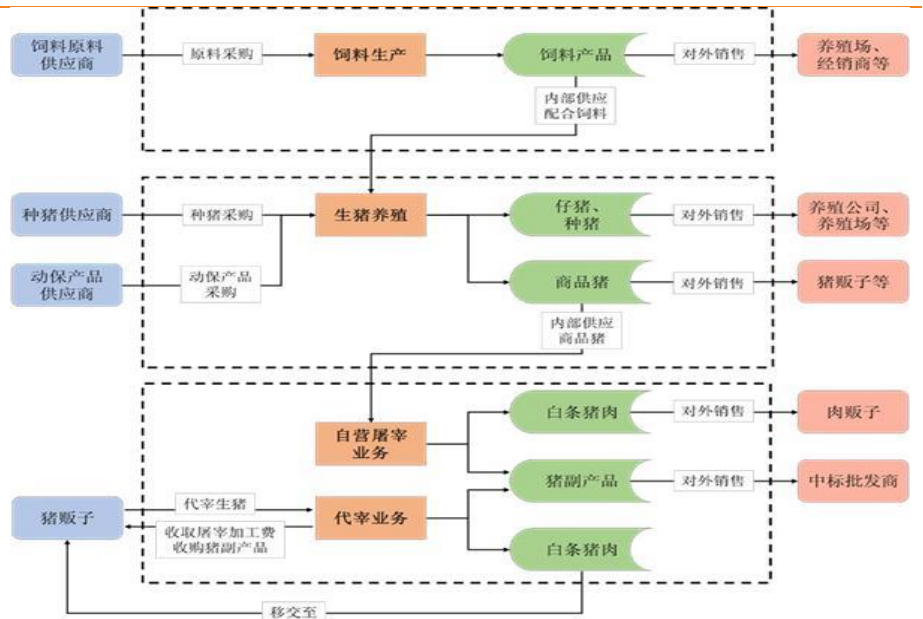 饲料原料
供应商
原料采购
饲料生产
饲料产品
对外销售
养殖场、
经销商等
内部供应
配合饲料
种猪供应商
种猪采购
生猪养殖
仔猪、
种猪
对外销售
养殖公司、
养殖场等
动保产品
供应商
动保产品
采购
商品猪
对外销售
猪贩子等
内部供应
商品猪
自营屠宰
业务
白条猪肉
对外销售
肉贩子
猪副产品
对外销售
中标批发商
猪贩子
代宰生猪
收取屠宰加工费
收购猪副产品
代宰业务
白条猪肉
移交至